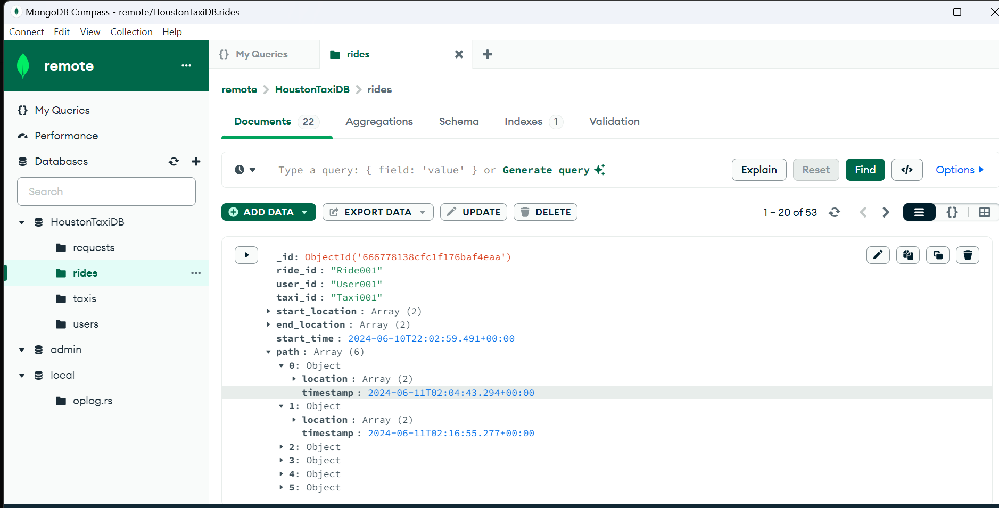 MongoDB Compass - remote/HoustonTaxiDB.rides
Connect Edit View Collection Help
remote
My Queries
Performance
Databases
Search
HoustonTaxiDB
requests
rides
taxis
users
admin
local
oplog.rs
{} My Queries
rides
remote > HoustonTaxiDB > rides
Documents 22 Aggregations Schema Indexes 1 Validation
Type a query: { field: 'value' } or Generate query
Explain Reset Find </> Options
ADD DATA EXPORT DATA UPDATE DELETE
1 – 20 of 53
{}
_id: ObjectId('666778138cfc1f176baf4eaa')
ride_id : "Ride001"
user_id : "User001"
taxi_id : "Taxi001"
start_location : Array (2)
end_location : Array (2)
start_time : 2024-06-10T22:02:59.491+00:00
path : Array (6)
0: Object
location : Array (2)
timestamp : 2024-06-11T02:04:43.294+00:00
1: Object
location : Array (2)
timestamp : 2024-06-11T02:16:55.277+00:00
2: Object
3: Object
4: Object
5: Object